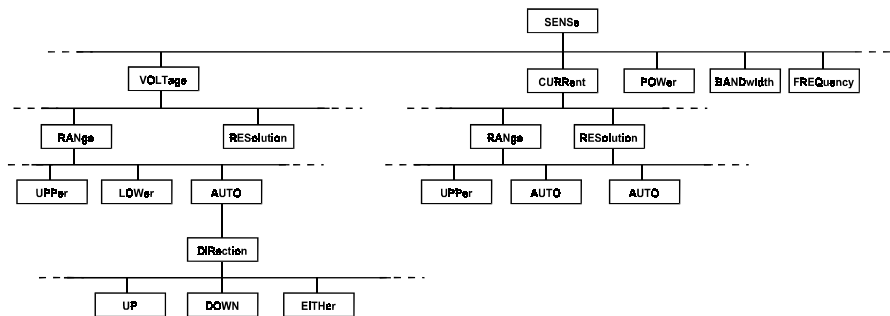 SENSe
VOLTage CURRent POWer BANDwidth FREQuency
RANge RESolution RANge RESolution
UPPer LOWer AUTO UPPer AUTO AUTO
DIRection
UP DOWN EITHer